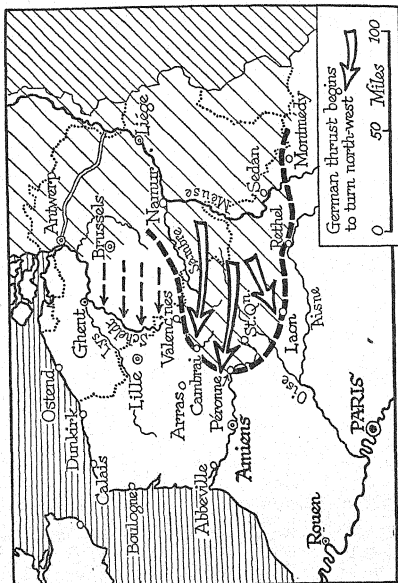 Antwerp
Ostend
Dunkirk
Calais
Boulogne
Abbeville
Ghent
Brussels
Lys
Scheldt
Lille
Arras
Valenciennes
Cambrai
Péronne
Amiens
St Qn
Namur
Sambre
Liége
Meuse
Sedan
Montmédy
Rethel
Laon
Aisne
Oise
PARIS
Rouen
German thrust begins
to turn north-west
0 50 100
Miles